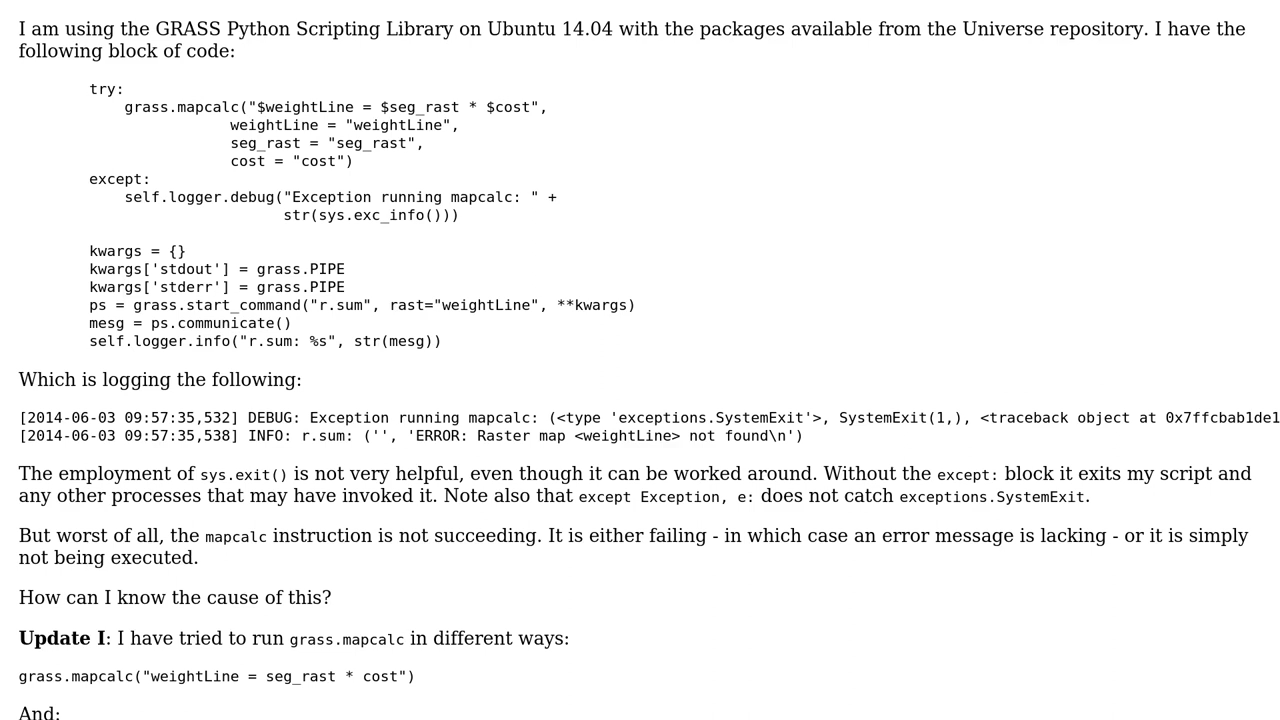 I am using the GRASS Python Scripting Library on Ubuntu 14.04 with the packages available from the Universe repository. I have the
following block of code:
try:
    grass.mapcalc("$weightLine = $seg_rast * $cost",
                weightLine = "weightLine",
                seg_rast = "seg_rast",
                cost = "cost")
except:
    self.logger.debug("Exception running mapcalc: " +
                      str(sys.exc_info()))
kwargs = {}
kwargs['stdout'] = grass.PIPE
kwargs['stderr'] = grass.PIPE
ps = grass.start_command("r.sum", rast="weightLine", **kwargs)
mesg = ps.communicate()
self.logger.info("r.sum: %s", str(mesg))
Which is logging the following:
[2014-06-03 09:57:35,532] DEBUG: Exception running mapcalc: (<type 'exceptions.SystemExit'>, SystemExit(1,), <traceback object at 0x7ffcbab1de1
[2014-06-03 09:57:35,538] INFO: r.sum: ('', 'ERROR: Raster map <weightLine> not found\n')
The employment of sys.exit() is not very helpful, even though it can be worked around. Without the except: block it exits my script and
any other processes that may have invoked it. Note also that except Exception, e: does not catch exceptions.SystemExit.
But worst of all, the mapcalc instruction is not succeeding. It is either failing - in which case an error message is lacking - or it is simply
not being executed.
How can I know the cause of this?
Update I: I have tried to run grass.mapcalc in different ways:
grass.mapcalc("weightLine = seg_rast * cost")
And: